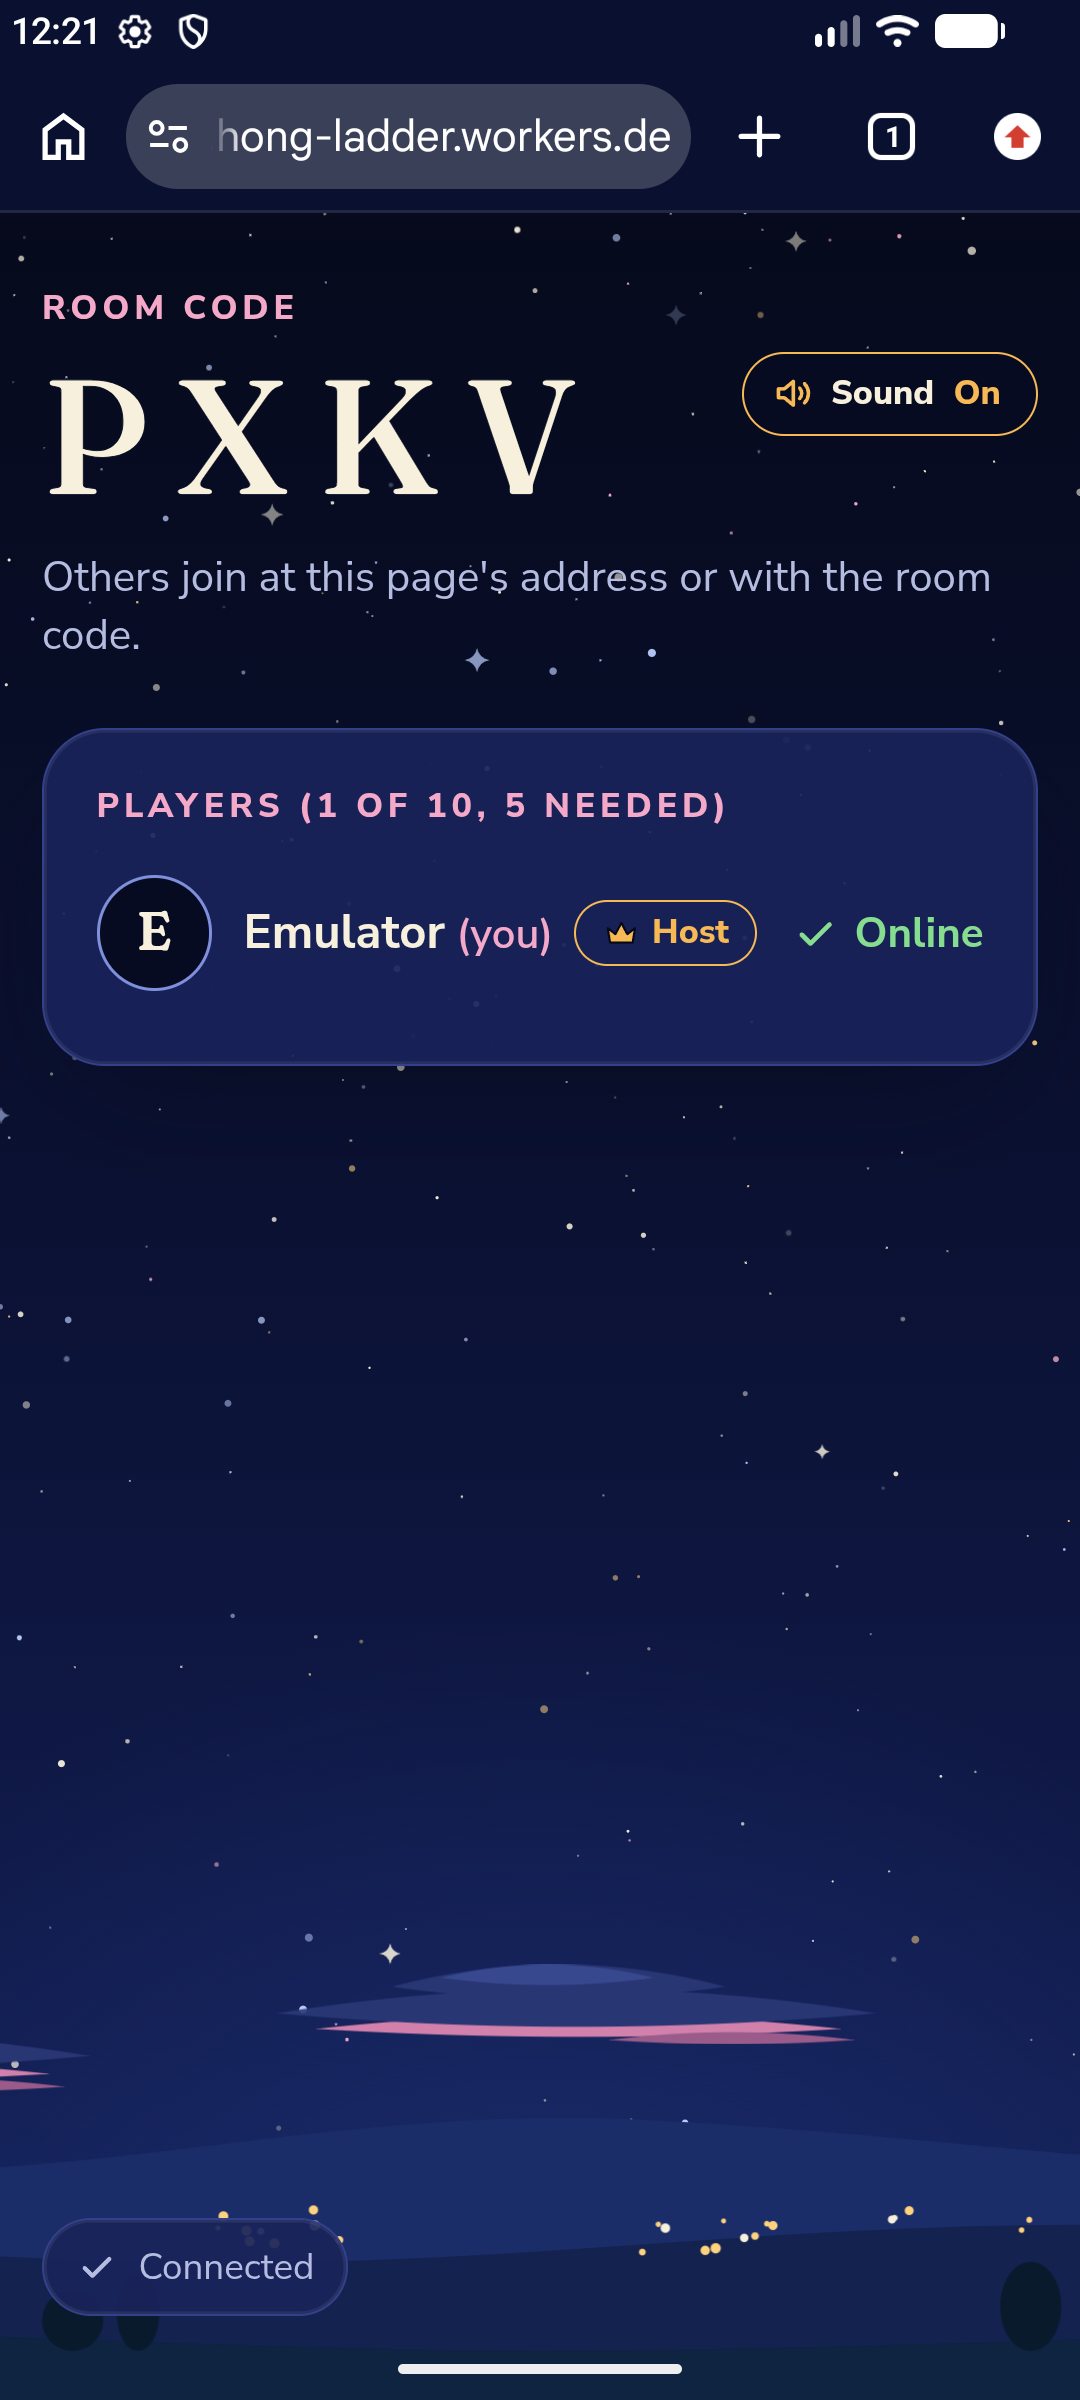 12:21
hong-ladder.workers.de
1
ROOM CODE
PXKV
Sound On
Others join at this page's address or with the room
code.
PLAYERS (1 OF 10, 5 NEEDED)
E
Emulator (you)
Host
Online
Connected